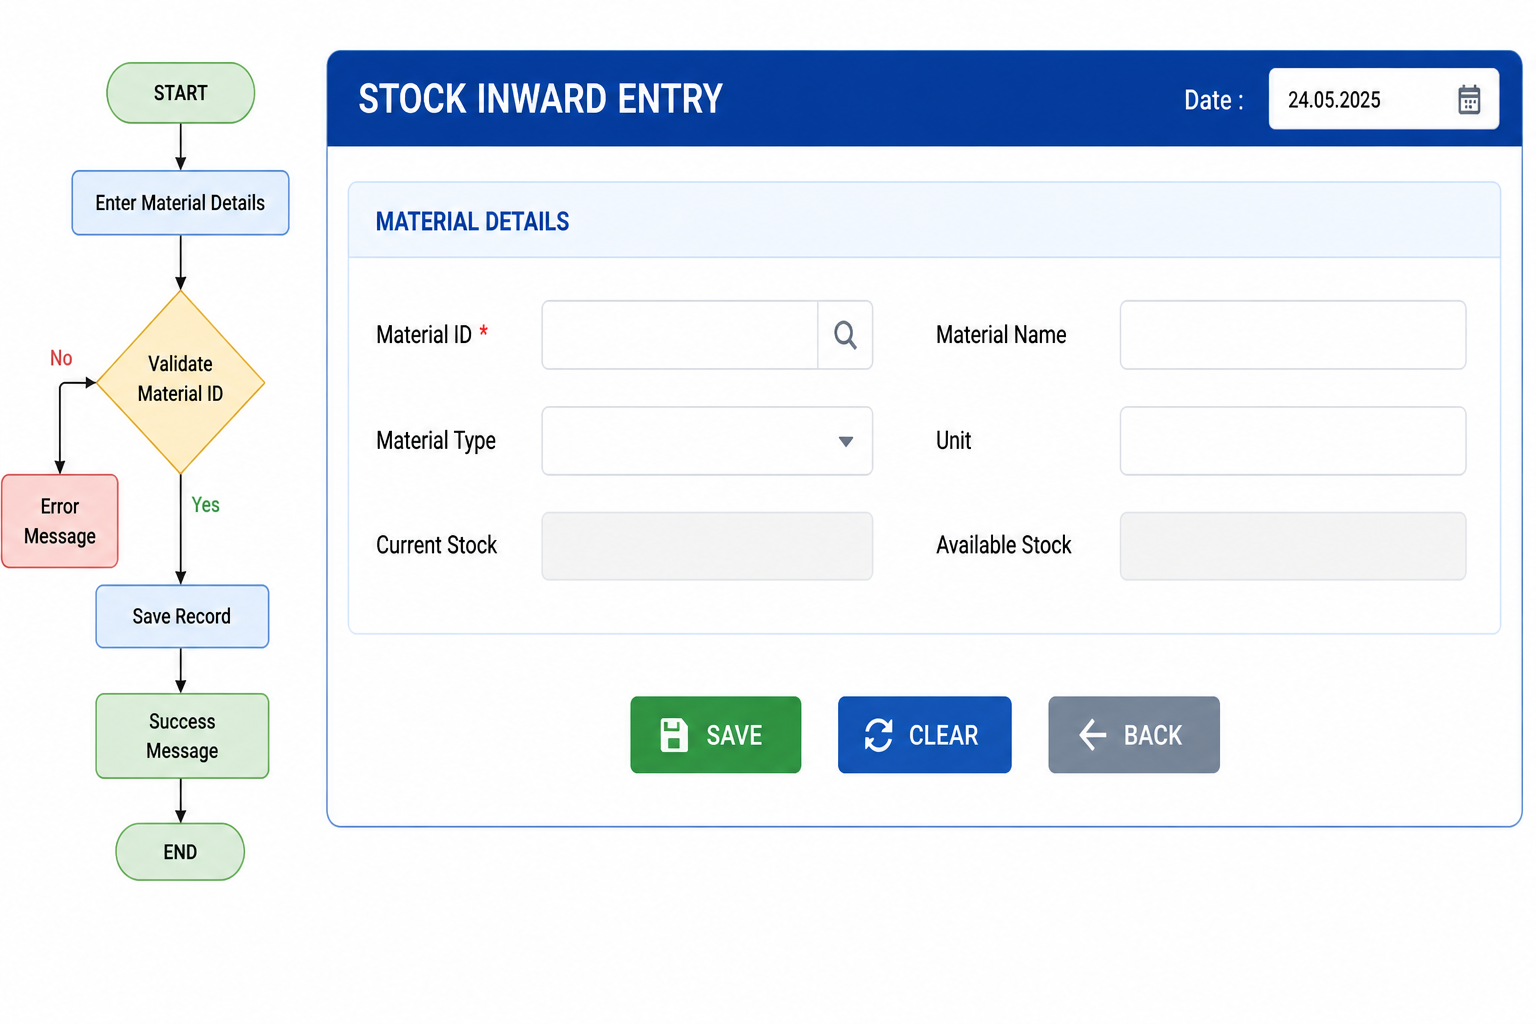 START
Enter Material Details
Validate
Material ID
No
Yes
Error
Message
Save Record
Success
Message
END
STOCK INWARD ENTRY
Date :
24.05.2025
MATERIAL DETAILS
Material ID *
Material Name
Material Type
Unit
Current Stock
Available Stock
SAVE
CLEAR
BACK